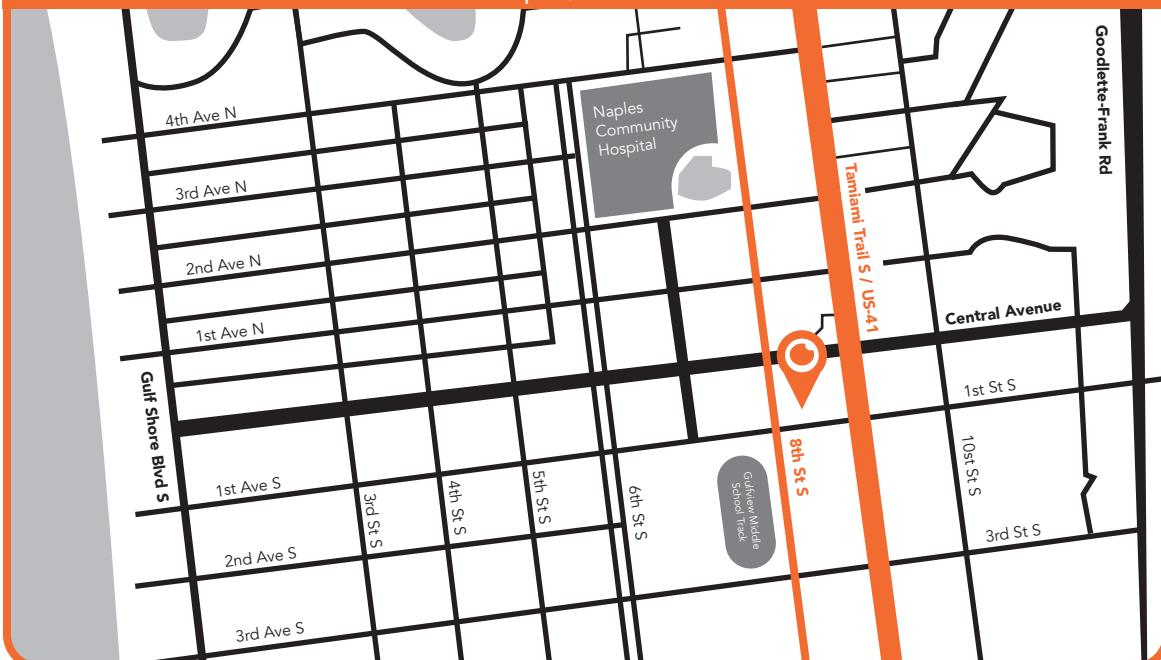 Goodlette-Frank Rd
Naples
Community
Hospital
4th Ave N
3rd Ave N
Tamiami Trail S / US-41
2nd Ave N
1st Ave N
Central Avenue
Gulf Shore Blvd S
1st St S
8th St S
10st St S
1st Ave S
3rd St S
4th St S
5th St S
6th St S
Gulfview Middle
School Track
2nd Ave S
3rd St S
3rd Ave S